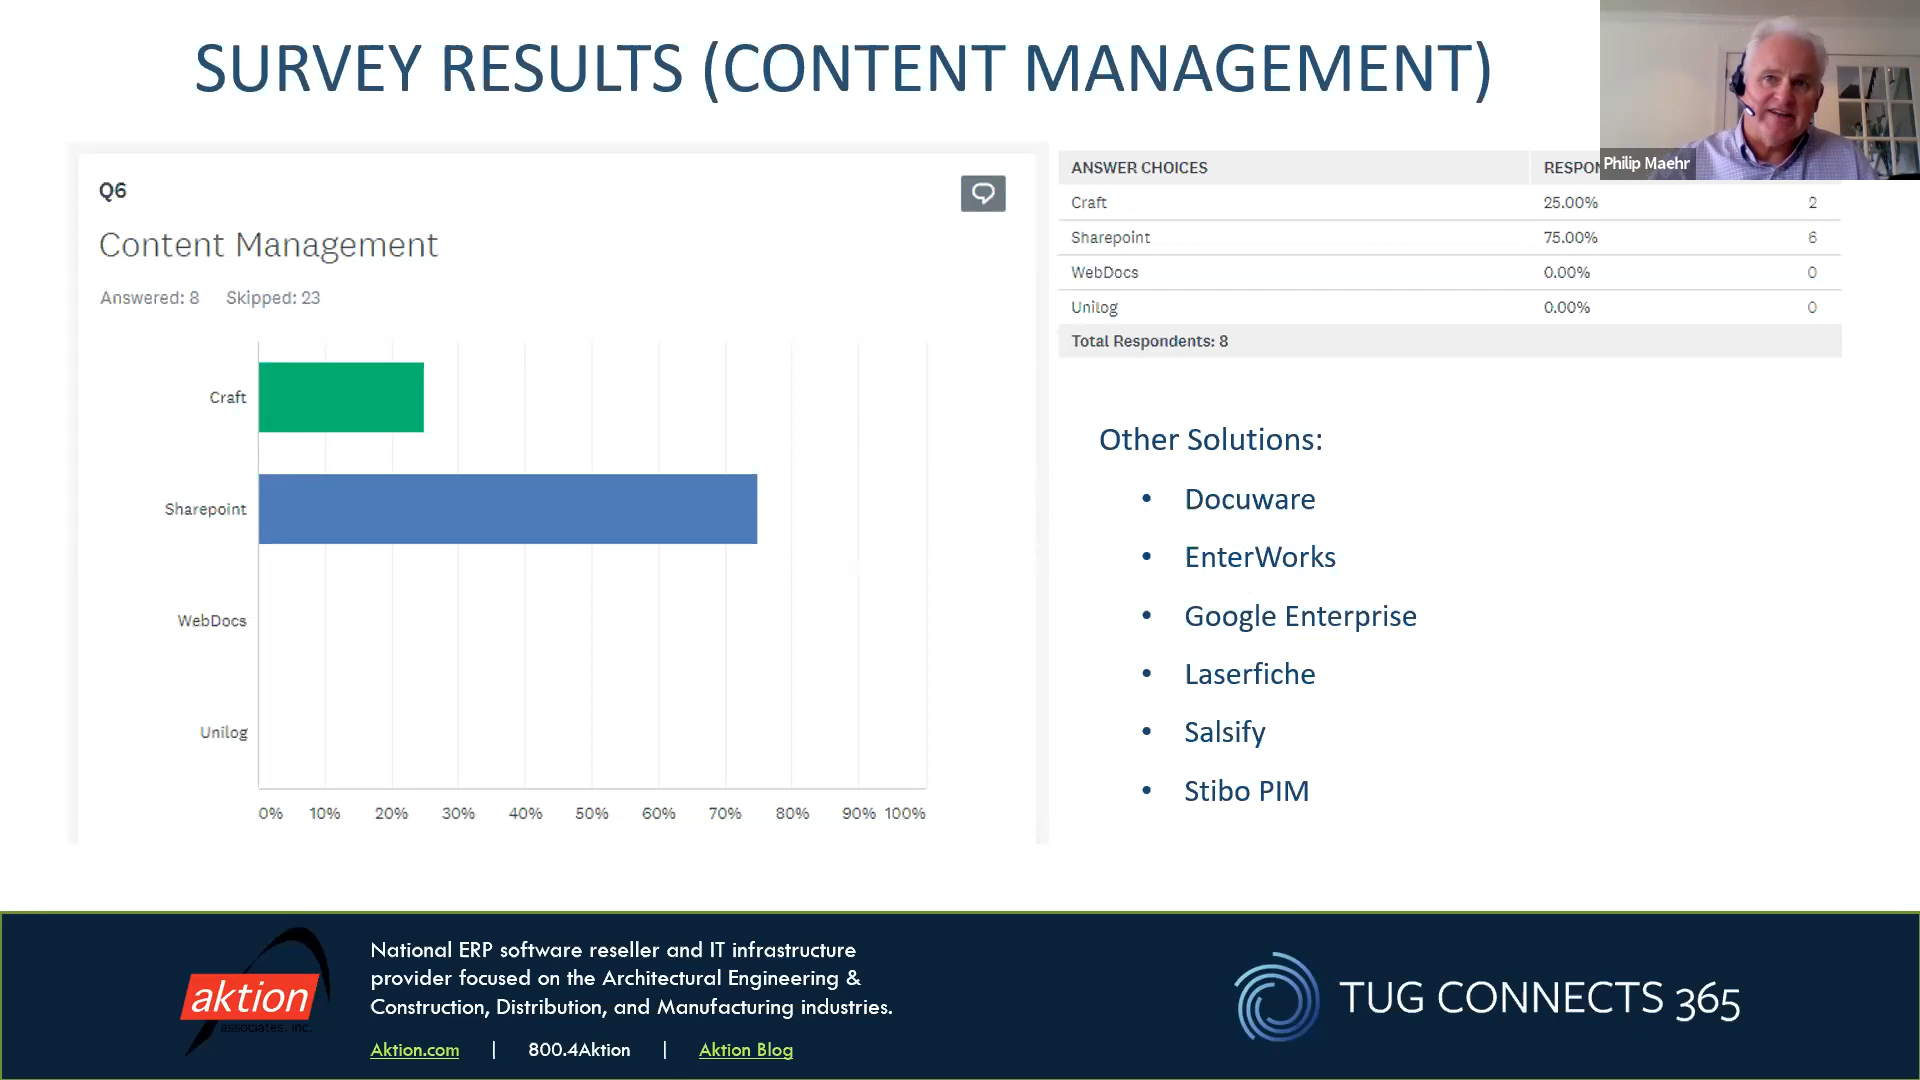 SURVEY RESULTS (CONTENT MANAGEMENT)
Philip Maehr
Q6
Content Management
Answered: 8 Skipped: 23
Craft
Sharepoint
WebDocs
Unilog
0% 10% 20% 30% 40% 50% 60% 70% 80% 90% 100%
ANSWER CHOICES RESPON
Craft 25.00% 2
Sharepoint 75.00% 6
WebDocs 0.00% 0
Unilog 0.00% 0
Total Respondents: 8
Other Solutions:
• Docuware
• EnterWorks
• Google Enterprise
• Laserfiche
• Salsify
• Stibo PIM
aktion
associates, inc.
National ERP software reseller and IT infrastructure
provider focused on the Architectural Engineering &
Construction, Distribution, and Manufacturing industries.
Aktion.com | 800.4Aktion | Aktion Blog
TUG CONNECTS 365